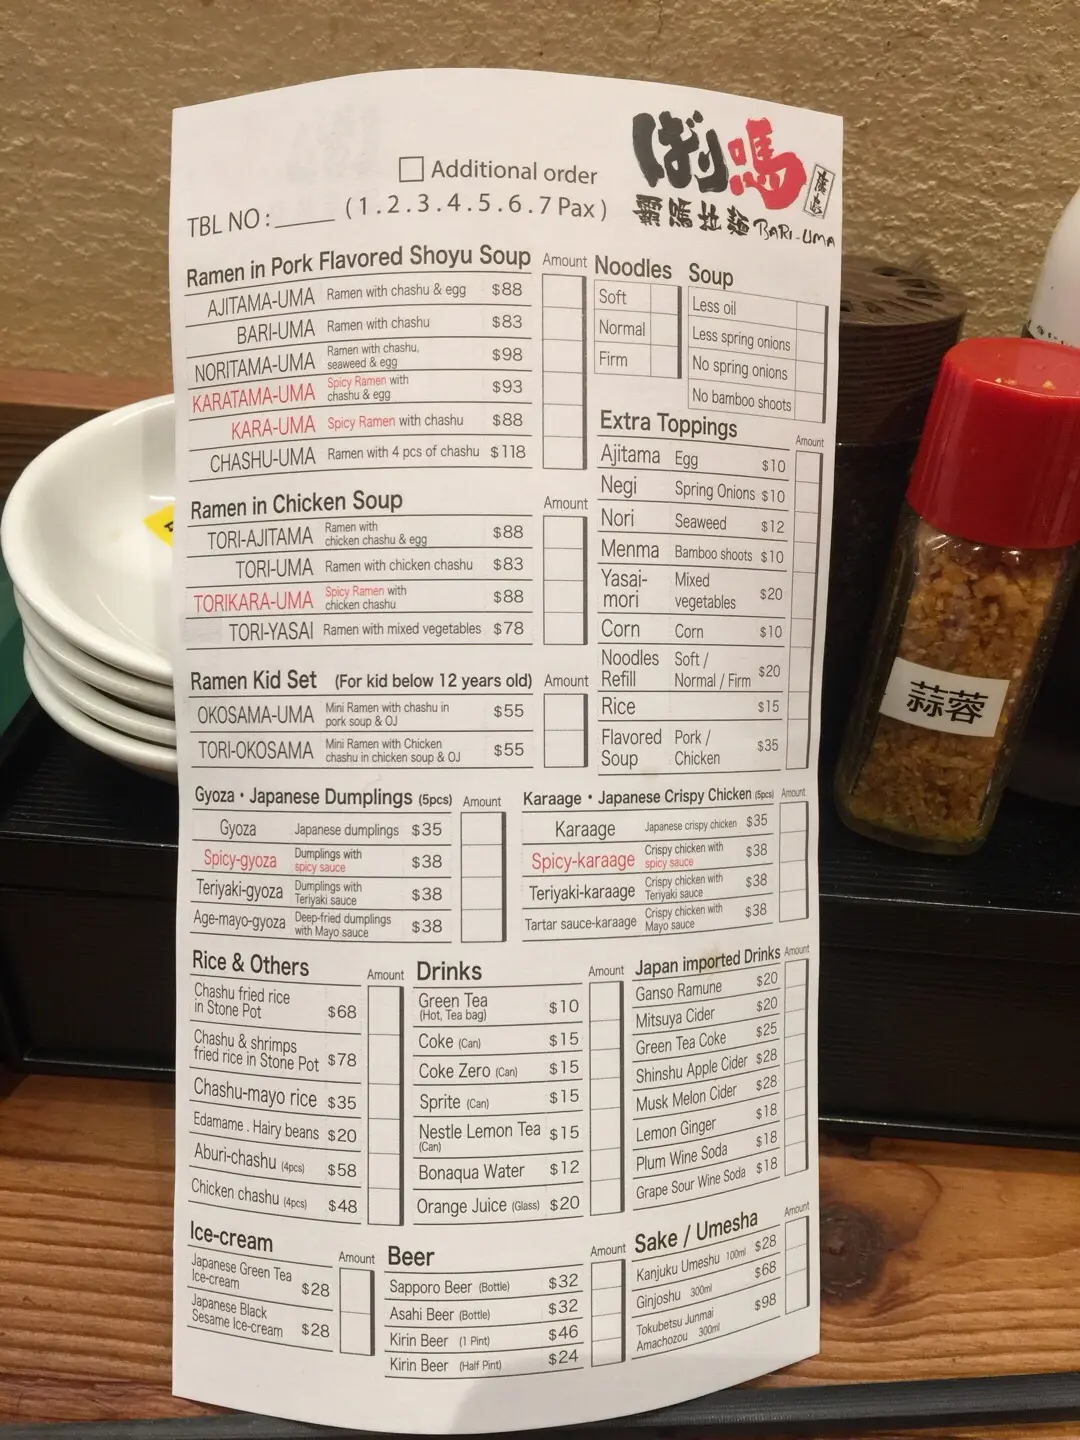 ばり嗎
廣島
霸嗎拉麵 BARI-UMA
Additional order
TBL NO : ____ ( 1 . 2 . 3 . 4 . 5 . 6 . 7 Pax )
Ramen in Pork Flavored Shoyu Soup Amount
AJITAMA-UMA Ramen with chashu & egg $88
BARI-UMA Ramen with chashu $83
NORITAMA-UMA Ramen with chashu, seaweed & egg $98
KARATAMA-UMA Spicy Ramen with chashu & egg $93
KARA-UMA Spicy Ramen with chashu $88
CHASHU-UMA Ramen with 4 pcs of chashu $118
Ramen in Chicken Soup Amount
TORI-AJITAMA Ramen with chicken chashu & egg $88
TORI-UMA Ramen with chicken chashu $83
TORIKARA-UMA Spicy Ramen with chicken chashu $88
TORI-YASAI Ramen with mixed vegetables $78
Ramen Kid Set (For kid below 12 years old) Amount
OKOSAMA-UMA Mini Ramen with chashu in pork soup & OJ $55
TORI-OKOSAMA Mini Ramen with Chicken chashu in chicken soup & OJ $55
Noodles
Soft
Normal
Firm
Soup
Less oil
Less spring onions
No spring onions
No bamboo shoots
Extra Toppings Amount
Ajitama Egg $10
Negi Spring Onions $10
Nori Seaweed $12
Menma Bamboo shoots $10
Yasai-mori Mixed vegetables $20
Corn Corn $10
Noodles Refill Soft / Normal / Firm $20
Rice $15
Flavored Soup Pork / Chicken $35
Gyoza・Japanese Dumplings (5pcs) Amount
Gyoza Japanese dumplings $35
Spicy-gyoza Dumplings with spicy sauce $38
Teriyaki-gyoza Dumplings with Teriyaki sauce $38
Age-mayo-gyoza Deep-fried dumplings with Mayo sauce $38
Karaage・Japanese Crispy Chicken (5pcs) Amount
Karaage Japanese crispy chicken $35
Spicy-karaage Crispy chicken with spicy sauce $38
Teriyaki-karaage Crispy chicken with Teriyaki sauce $38
Tartar sauce-karaage Crispy chicken with Mayo sauce $38
Rice & Others Amount
Chashu fried rice in Stone Pot $68
Chashu & shrimps fried rice in Stone Pot $78
Chashu-mayo rice $35
Edamame . Hairy beans $20
Aburi-chashu (4pcs) $58
Chicken chashu (4pcs) $48
Drinks Amount
Green Tea (Hot, Tea bag) $10
Coke (Can) $15
Coke Zero (Can) $15
Sprite (Can) $15
Nestle Lemon Tea (Can) $15
Bonaqua Water $12
Orange Juice (Glass) $20
Japan imported Drinks Amount
Ganso Ramune $20
Mitsuya Cider $20
Green Tea Coke $25
Shinshu Apple Cider $28
Musk Melon Cider $28
Lemon Ginger $18
Plum Wine Soda $18
Grape Sour Wine Soda $18
Ice-cream Amount
Japanese Green Tea Ice-cream $28
Japanese Black Sesame Ice-cream $28
Beer Amount
Sapporo Beer (Bottle) $32
Asahi Beer (Bottle) $32
Kirin Beer (1 Pint) $46
Kirin Beer (Half Pint) $24
Sake / Umesha Amount
Kanjuku Umeshu 100ml $28
Ginjoshu 300ml $68
Tokubetsu Junmai Amachozou 300ml $98
蒜蓉